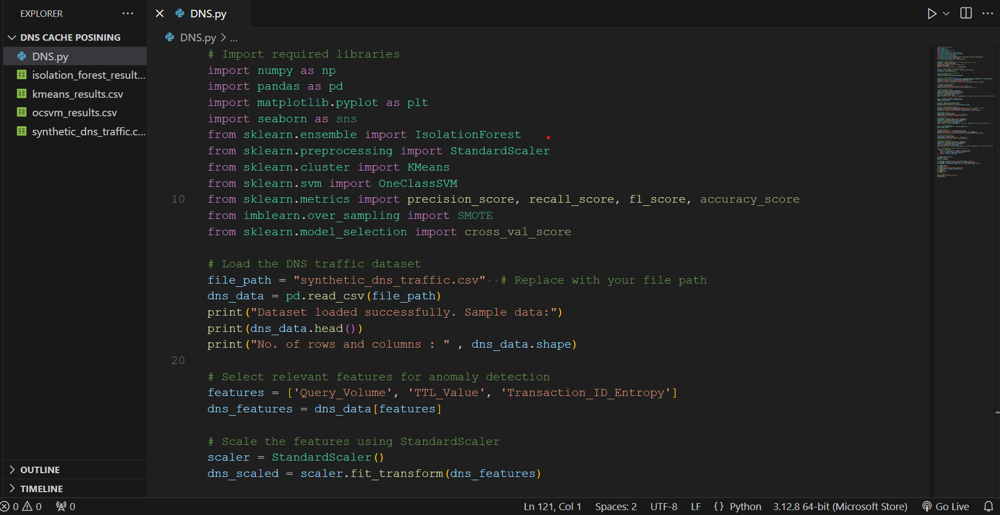 EXPLORER
DNS CACHE POSINING
DNS.py
isolation_forest_result...
kmeans_results.csv
ocsvm_results.csv
synthetic_dns_traffic.c...
OUTLINE
TIMELINE
DNS.py
DNS.py > ...
# Import required libraries
import numpy as np
import pandas as pd
import matplotlib.pyplot as plt
import seaborn as sns
from sklearn.ensemble import IsolationForest
from sklearn.preprocessing import StandardScaler
from sklearn.cluster import KMeans
from sklearn.svm import OneClassSVM
10 from sklearn.metrics import precision_score, recall_score, f1_score, accuracy_score
from imblearn.over_sampling import SMOTE
from sklearn.model_selection import cross_val_score
# Load the DNS traffic dataset
file_path = "synthetic_dns_traffic.csv"  # Replace with your file path
dns_data = pd.read_csv(file_path)
print("Dataset loaded successfully. Sample data:")
print(dns_data.head())
print("No. of rows and columns : " , dns_data.shape)
20
# Select relevant features for anomaly detection
features = ['Query_Volume', 'TTL_Value', 'Transaction_ID_Entropy']
dns_features = dns_data[features]
# Scale the features using StandardScaler
scaler = StandardScaler()
dns_scaled = scaler.fit_transform(dns_features)
0 0 0 Ln 121, Col 1 Spaces: 2 UTF-8 LF {} Python 3.12.8 64-bit (Microsoft Store) Go Live